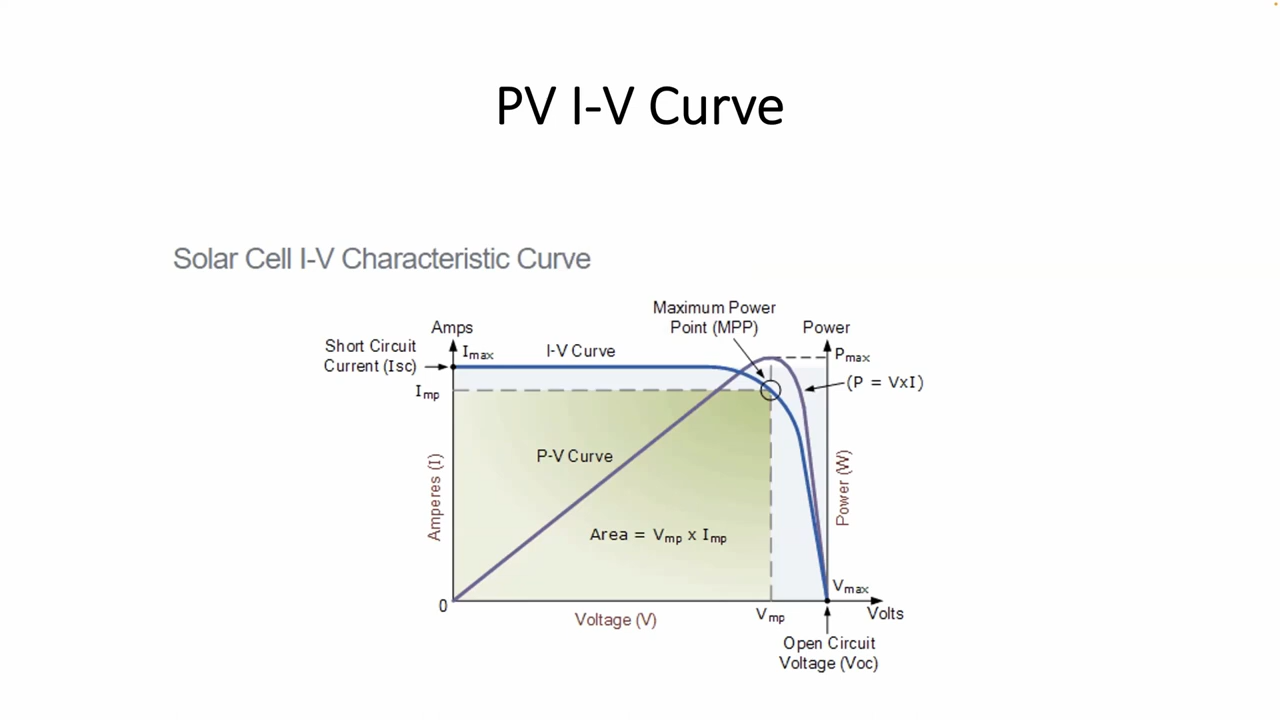 PV I-V Curve
Solar Cell I-V Characteristic Curve
Maximum Power
Point (MPP)
Amps
Power
Short Circuit
Current (Isc)
Imax
I-V Curve
Pmax
(P = VxI)
Imp
P-V Curve
Amperes (I)
Power (W)
Area = Vmp x Imp
Vmax
0
Voltage (V)
Vmp
Volts
Open Circuit
Voltage (Voc)